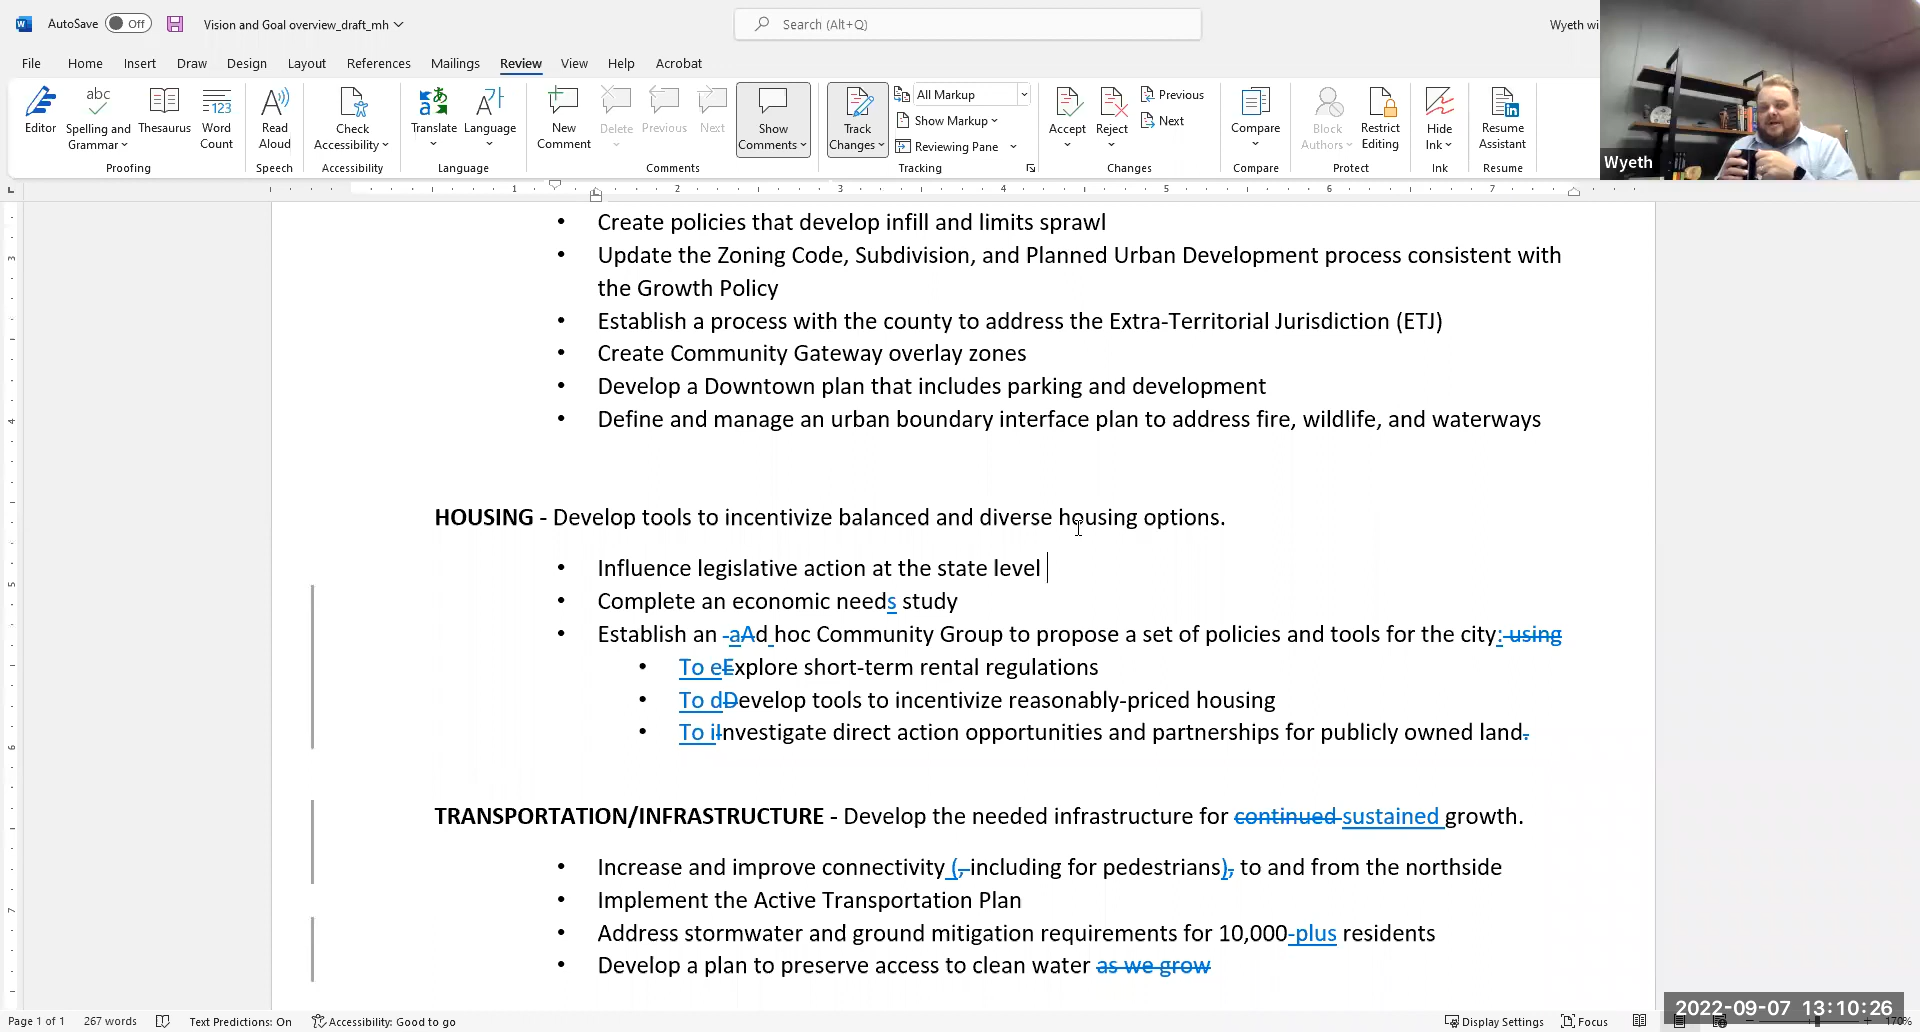 AutoSave Off Vision and Goal overview_draft_mh Search (Alt+Q) Wyeth wi
File Home Insert Draw Design Layout References Mailings Review View Help Acrobat
Editor Spelling and Grammar Thesaurus Word Count Read Aloud Check Accessibility Translate Language New Comment Delete Previous Next Show Comments Track Changes All Markup Show Markup Reviewing Pane Accept Reject Previous Next Compare Block Authors Restrict Editing Hide Ink Resume Assistant
Proofing Speech Accessibility Language Comments Tracking Changes Compare Protect Ink Resume
Wyeth
1 2 3 4 5 6 7
• Create policies that develop infill and limits sprawl
• Update the Zoning Code, Subdivision, and Planned Urban Development process consistent with
the Growth Policy
• Establish a process with the county to address the Extra-Territorial Jurisdiction (ETJ)
• Create Community Gateway overlay zones
• Develop a Downtown plan that includes parking and development
• Define and manage an urban boundary interface plan to address fire, wildlife, and waterways
HOUSING - Develop tools to incentivize balanced and diverse housing options.
• Influence legislative action at the state level
• Complete an economic needs study
• Establish an -aAd hoc Community Group to propose a set of policies and tools for the city: using
• To eExplore short-term rental regulations
• To dDevelop tools to incentivize reasonably-priced housing
• To iInvestigate direct action opportunities and partnerships for publicly owned land.
TRANSPORTATION/INFRASTRUCTURE - Develop the needed infrastructure for continued sustained growth.
• Increase and improve connectivity (, including for pedestrians), to and from the northside
• Implement the Active Transportation Plan
• Address stormwater and ground mitigation requirements for 10,000-plus residents
• Develop a plan to preserve access to clean water as we grow
2022-09-07 13:10:26
Page 1 of 1 267 words Text Predictions: On Accessibility: Good to go Display Settings Focus 170%